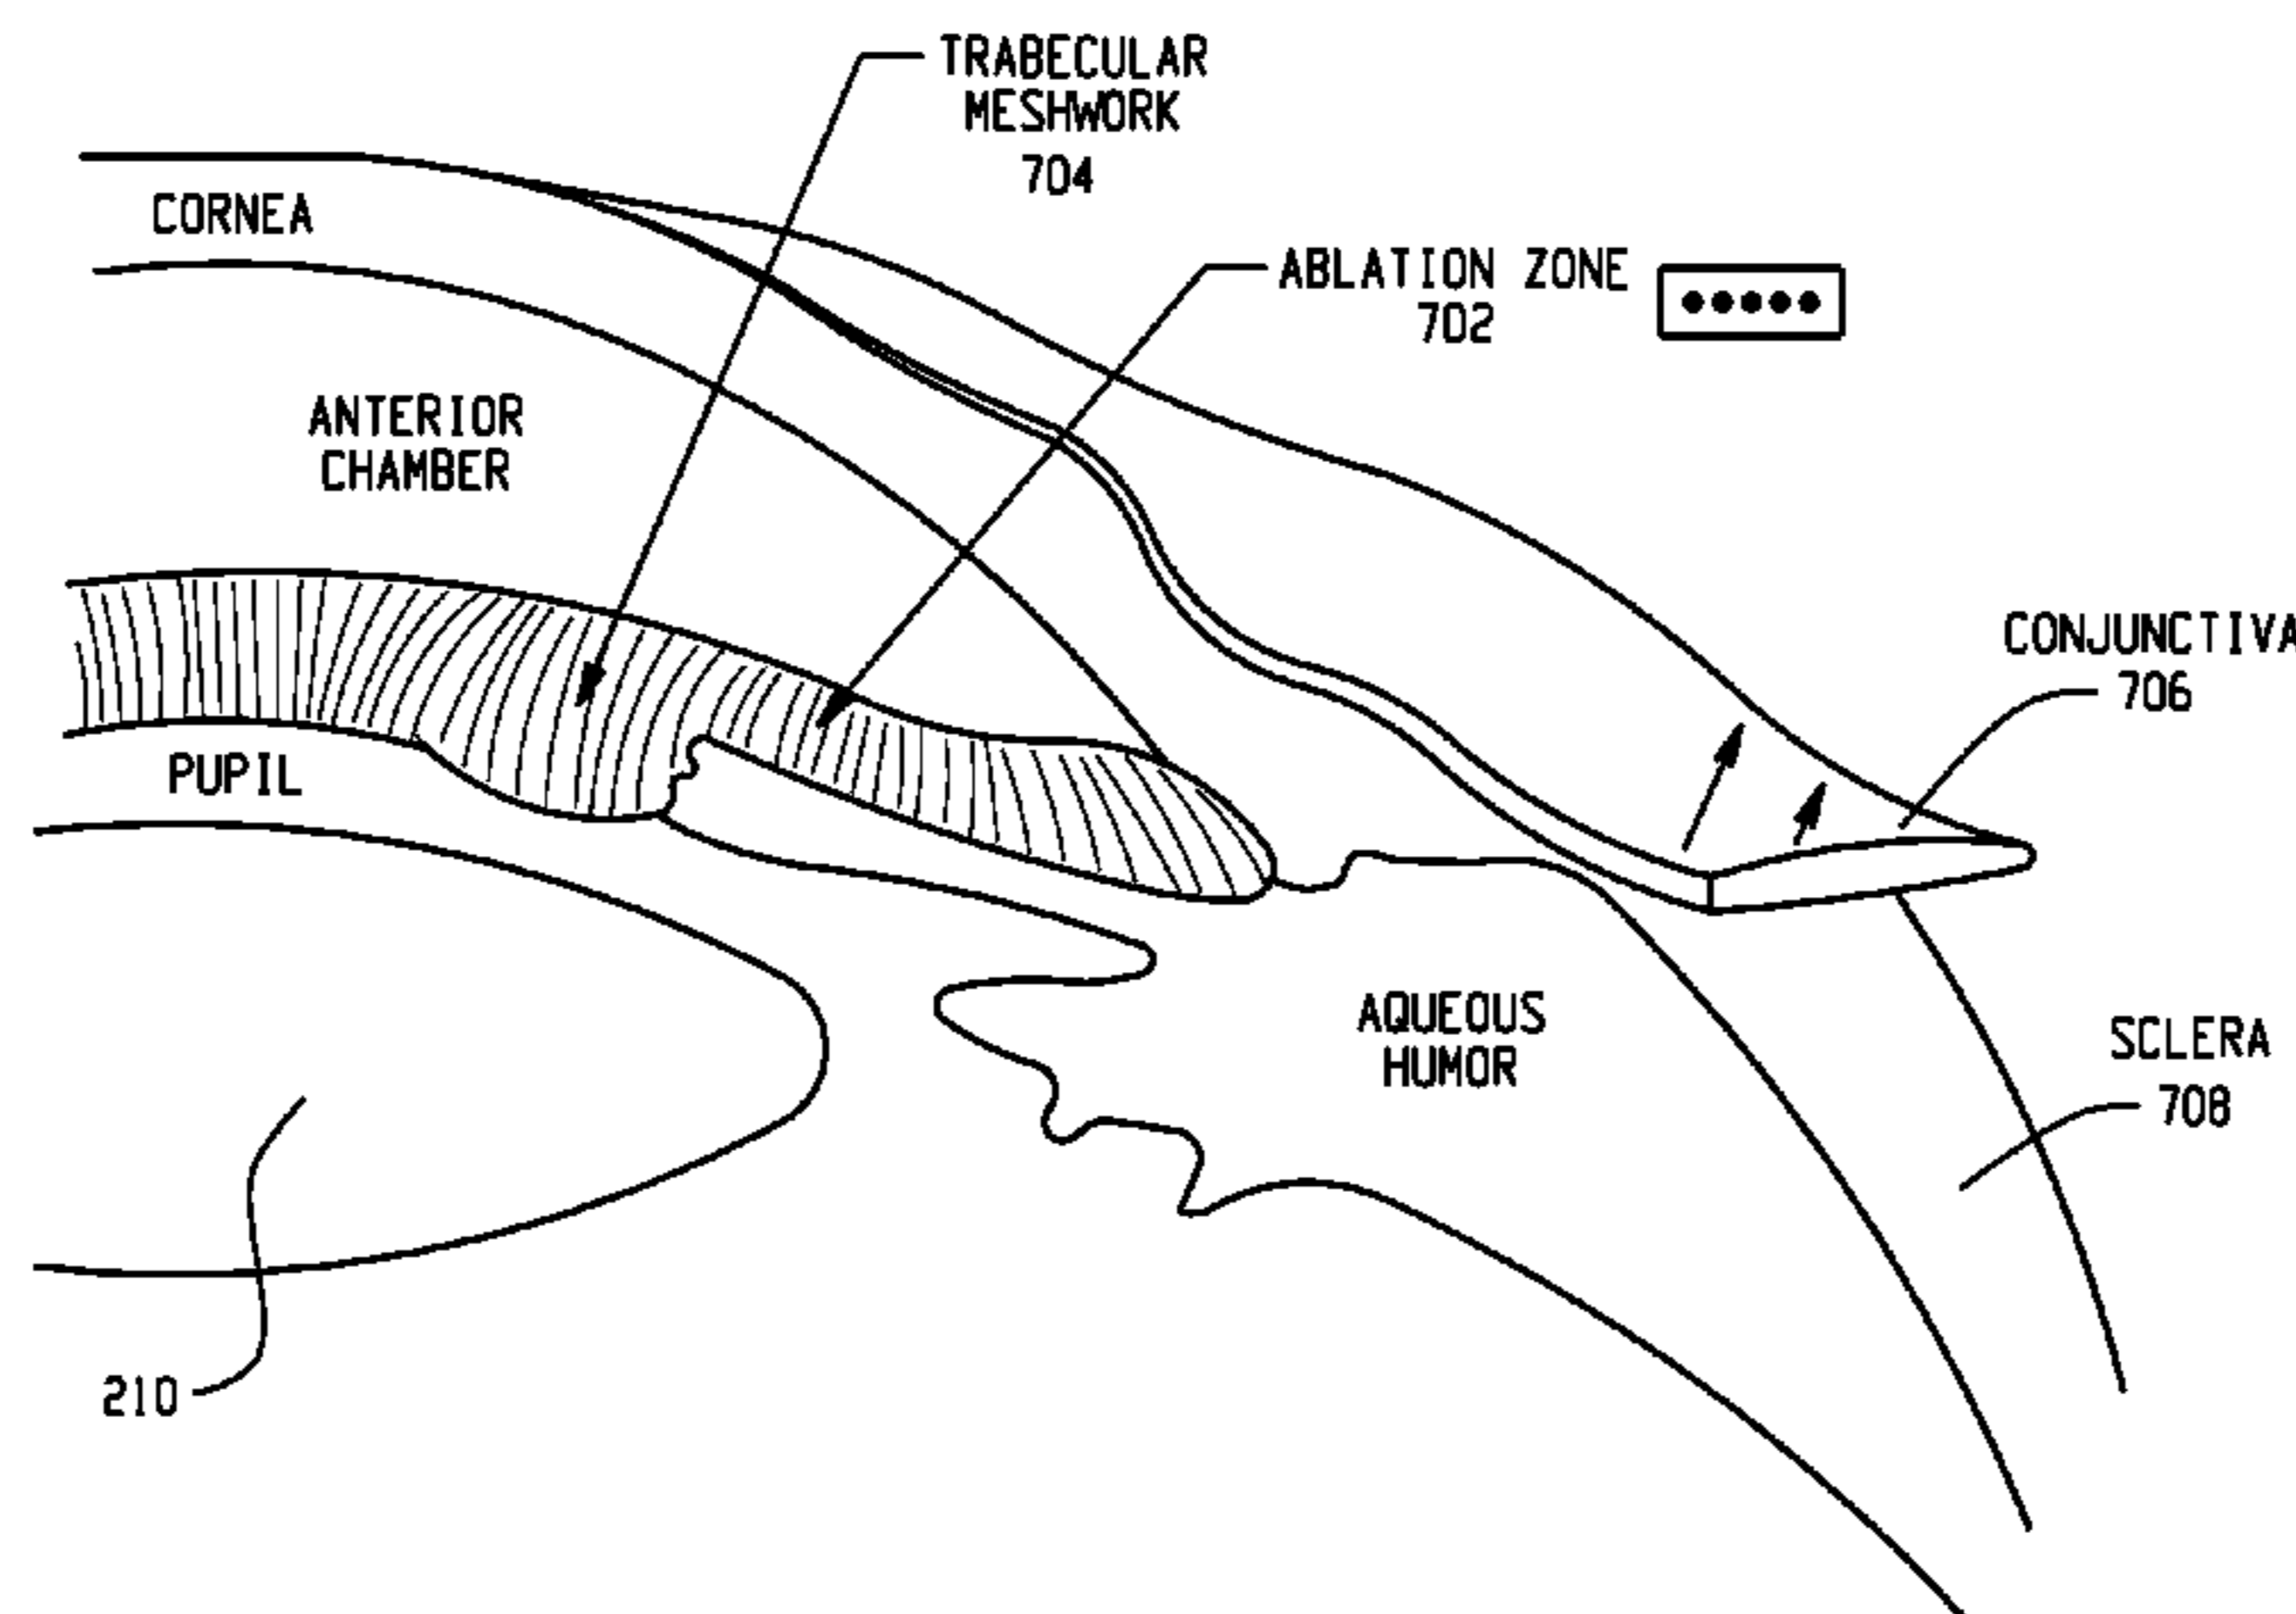 TRABECULAR
MESHWORK
704
CORNEA
ABLATION ZONE
702
ANTERIOR
CHAMBER
CONJUNCTIVA
706
PUPIL
AQUEOUS
HUMOR
SCLERA
708
210